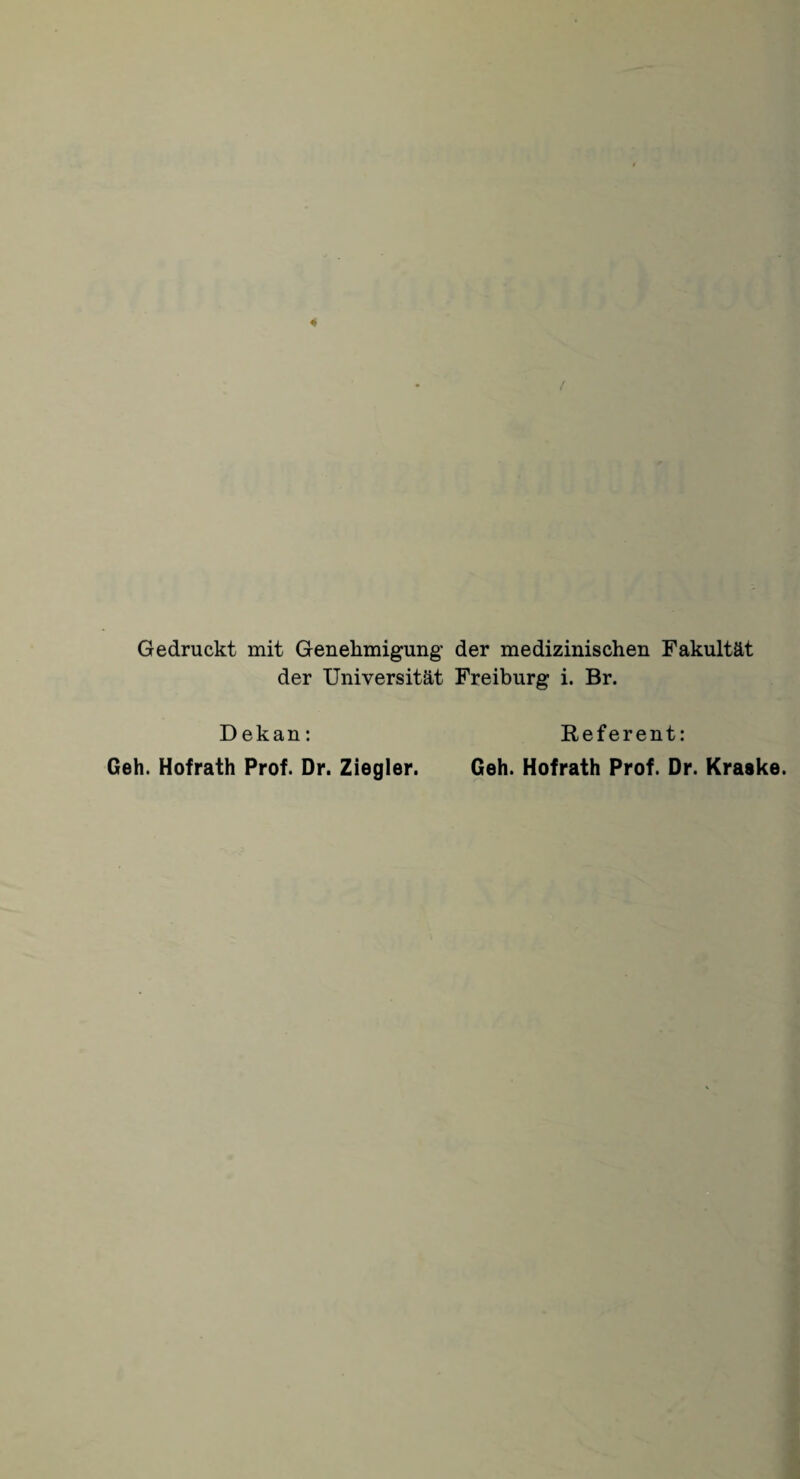 Gedruckt mit Genehmigung der medizinischen Fakultät
der Universität Freiburg i. Br.
Dekan:
Geh. Hofrath Prof. Dr. Ziegler.
Referent:
Geh. Hofrath Prof. Dr. Kraske.